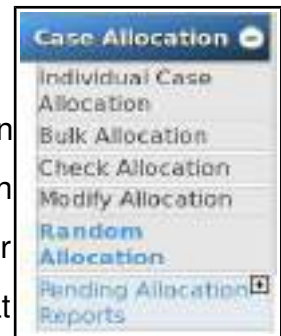 Case Allocation
Individual Case
Allocation
n
Bulk Allocation
Check Allocation
n
Modify Allocation
r
Random
Allocation
Pending Allocation
t
Reports